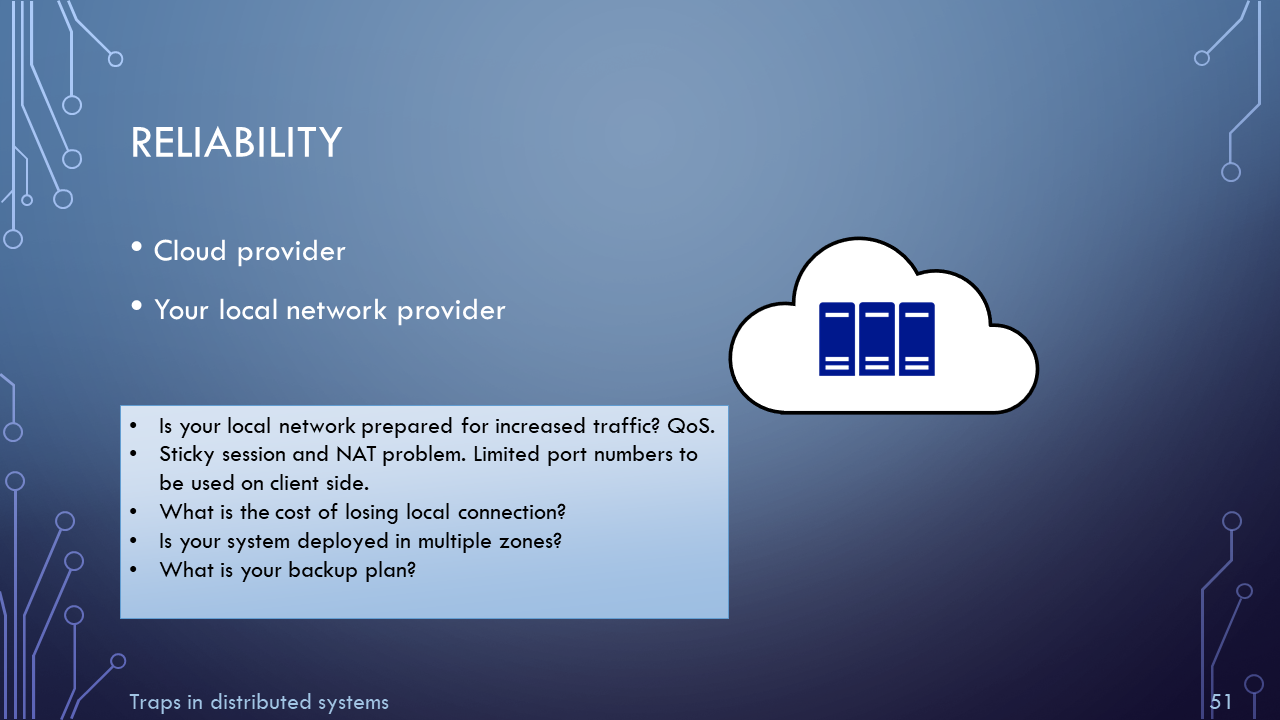 RELIABILITY
• Cloud provider
• Your local network provider
• Is your local network prepared for increased traffic? QoS.
• Sticky session and NAT problem. Limited port numbers to
be used on client side.
• What is the cost of losing local connection?
• Is your system deployed in multiple zones?
• What is your backup plan?
Traps in distributed systems
51